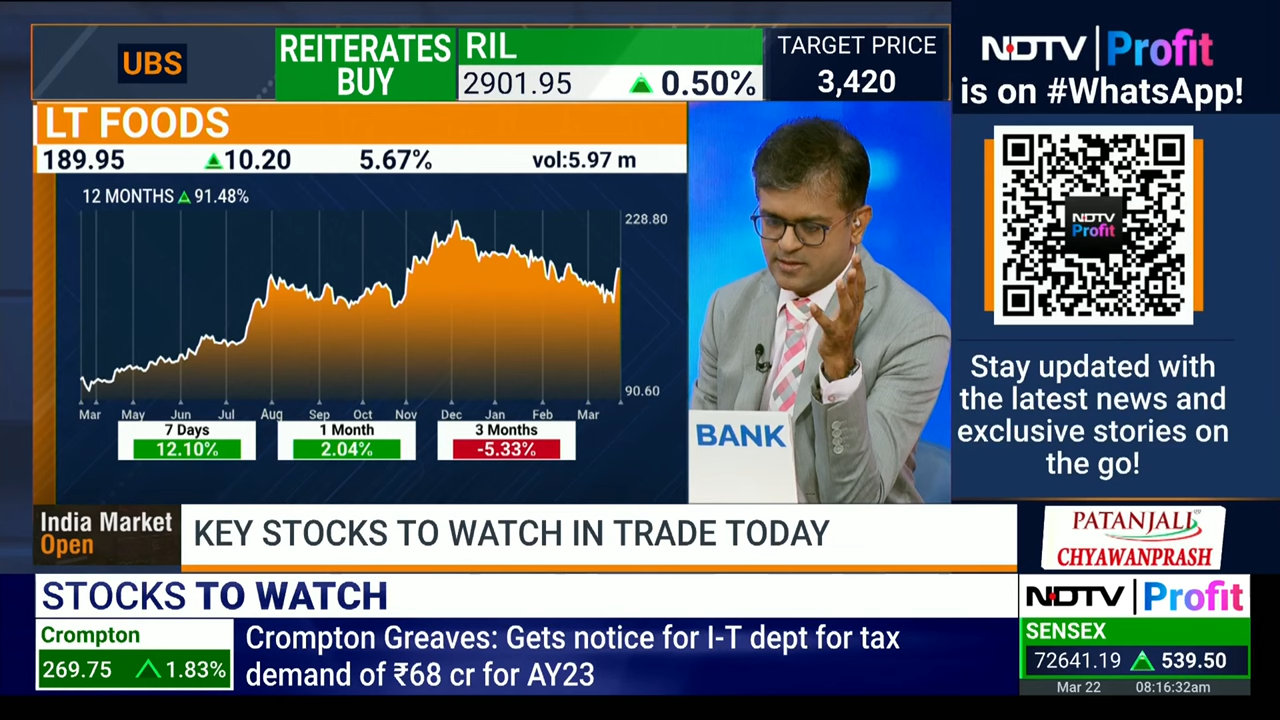 UBS
REITERATES
BUY
RIL
2901.95 0.50%
TARGET PRICE
3,420
LT FOODS
189.95 10.20 5.67% vol:5.97 m
12 MONTHS 91.48%
228.80
90.60
Mar May Jun Jul Aug Sep Oct Nov Dec Jan Feb Mar
7 Days 1 Month 3 Months
12.10% 2.04% -5.33%
BANK
NDTV Profit
is on #WhatsApp!
NDTV
Profit
Stay updated with
the latest news and
exclusive stories on
the go!
India Market
Open
KEY STOCKS TO WATCH IN TRADE TODAY
PATANJALI®
CHYAWANPRASH
STOCKS TO WATCH
Crompton
269.75 1.83%
Crompton Greaves: Gets notice for I-T dept for tax
demand of ₹68 cr for AY23
NDTV Profit
SENSEX
72641.19 539.50
Mar 22 08:16:32am